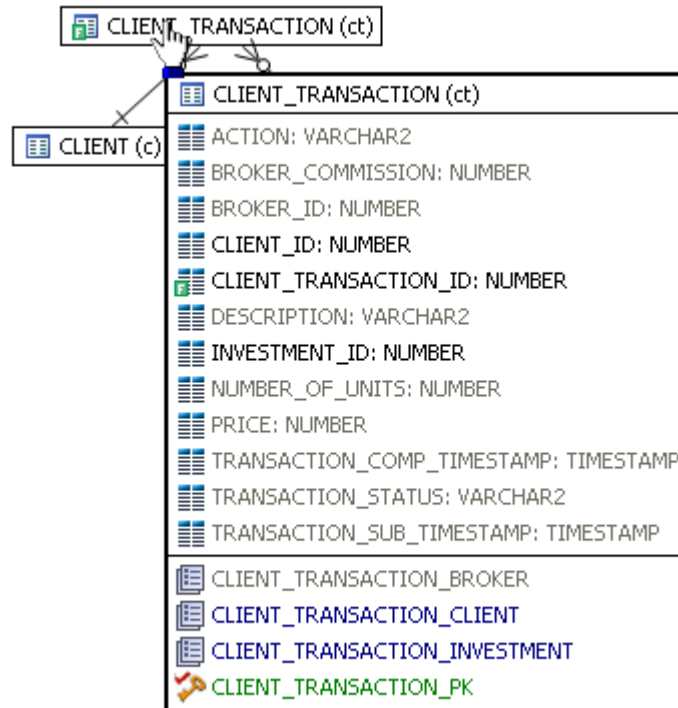 CLIENT_TRANSACTION (ct)
CLIENT (c)
CLIENT_TRANSACTION (ct)
ACTION: VARCHAR2
BROKER_COMMISSION: NUMBER
BROKER_ID: NUMBER
CLIENT_ID: NUMBER
F CLIENT_TRANSACTION_ID: NUMBER
DESCRIPTION: VARCHAR2
INVESTMENT_ID: NUMBER
NUMBER_OF_UNITS: NUMBER
PRICE: NUMBER
TRANSACTION_COMP_TIMESTAMP: TIMESTAMP
TRANSACTION_STATUS: VARCHAR2
TRANSACTION_SUB_TIMESTAMP: TIMESTAMP
CLIENT_TRANSACTION_BROKER
CLIENT_TRANSACTION_CLIENT
CLIENT_TRANSACTION_INVESTMENT
CLIENT_TRANSACTION_PK